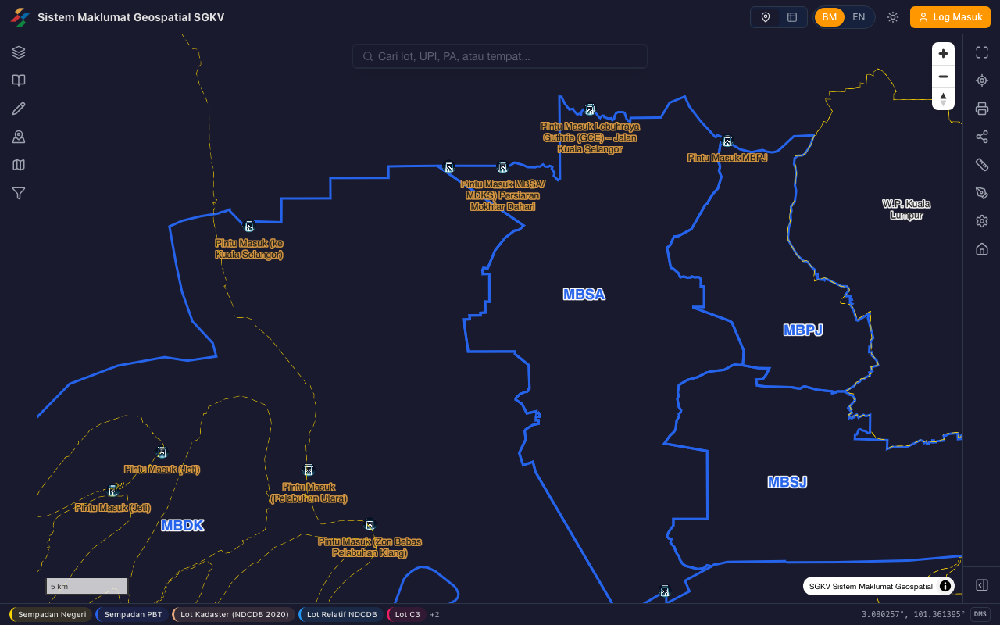 Sistem Maklumat Geospatial SGKV
BM
EN
Log Masuk
Cari lot, UPI, PA, atau tempat...
Pintu Masuk Lebuhraya
Guthrie (GCE) – Jalan
Kuala Selangor
Pintu Masuk MBPJ
Pintu Masuk MBSA/
MDKS) Persiaran
Mokhtar Dahari
W.P. Kuala
Lumpur
Pintu Masuk (ke
Kuala Selangor)
MBSA
MBPJ
Pintu Masuk (Jeti)
Pintu Masuk
(Pelabuhan Utara)
MBSJ
Pintu Masuk (Jeti)
MBDK
Pintu Masuk (Zon Bebas
Pelabuhan Klang)
5 km
SGKV Sistem Maklumat Geospatial
Sempadan Negeri
Sempadan PBT
Lot Kadaster (NDCDB 2020)
Lot Relatif NDCDB
Lot C3
+2
3.080257°, 101.361395°
DMS